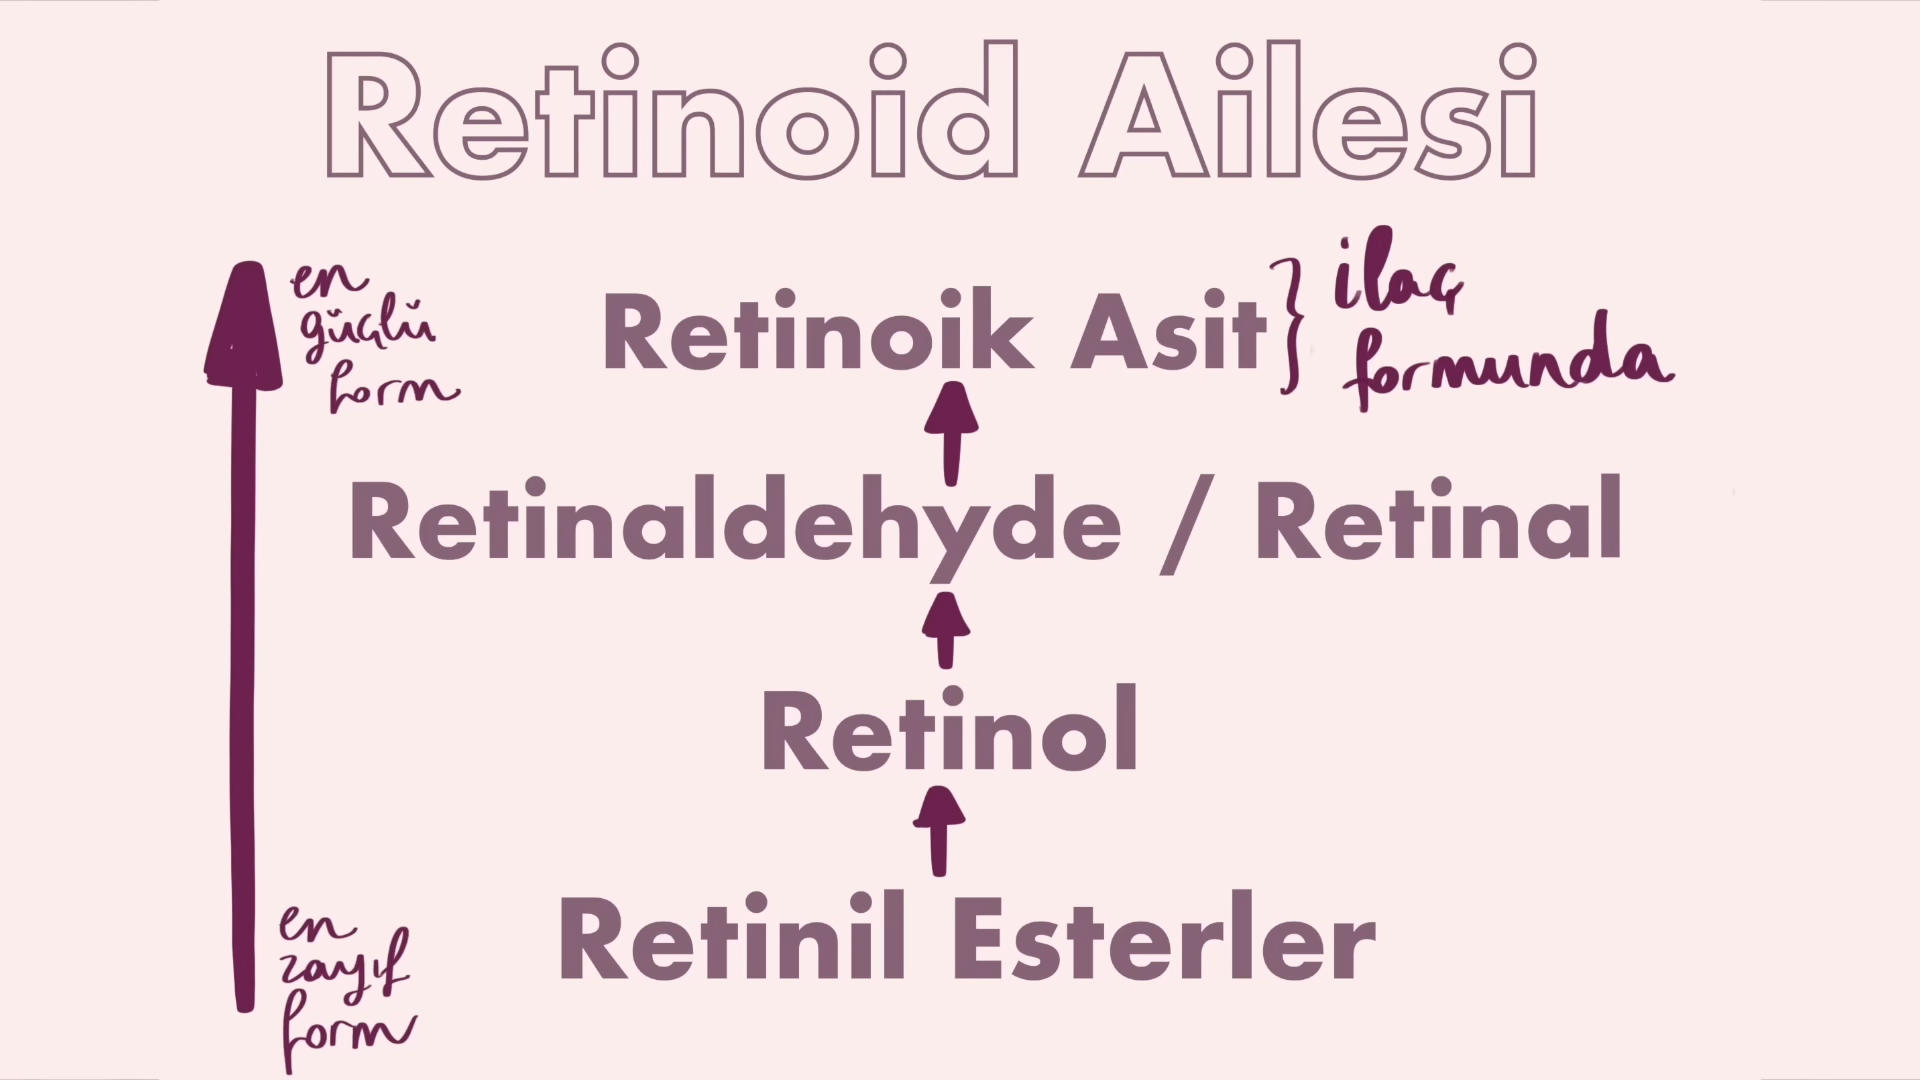 Retinoid Ailesi
en
güçlü
form
Retinoik Asit
ilaç
formunda
Retinaldehyde / Retinal
Retinol
Retinil Esterler
en
zayıf
form